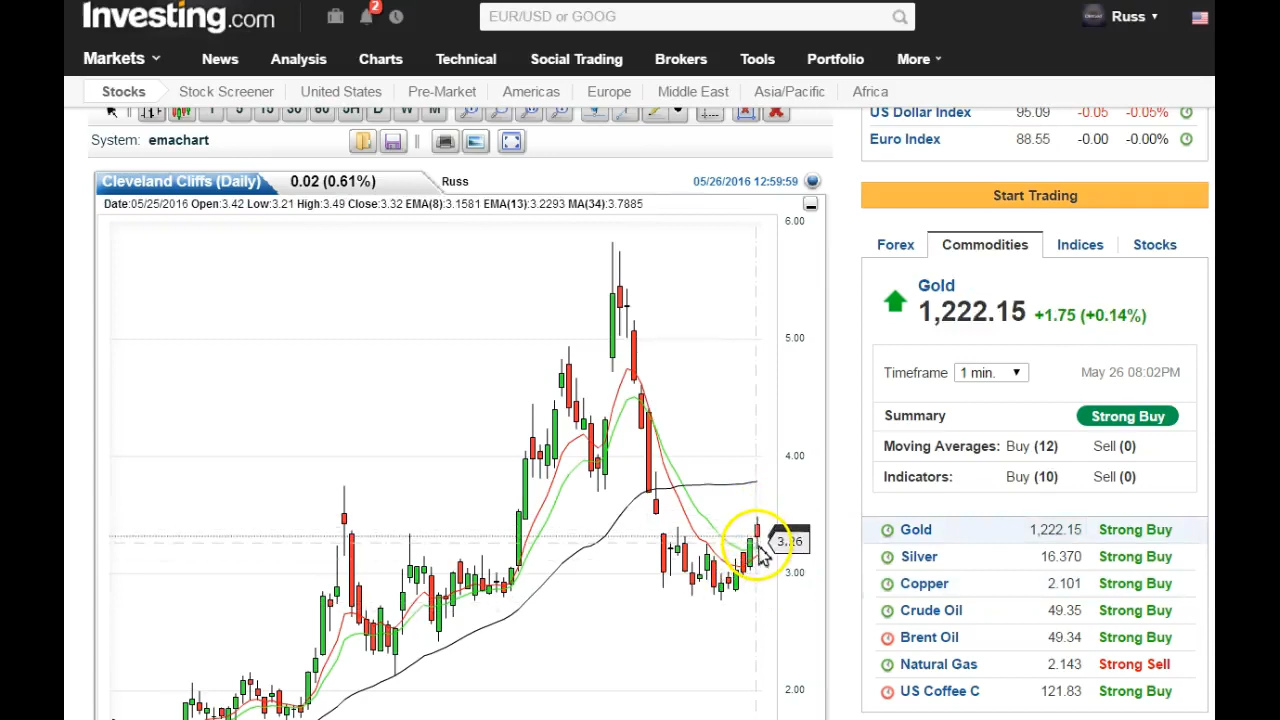 Investing.com
2
EUR/USD or GOOG
Russ
Markets News Analysis Charts Technical Social Trading Brokers Tools Portfolio More
Stocks Stock Screener United States Pre-Market Americas Europe Middle East Asia/Pacific Africa
1 5 15 30 60 5H D W M
US Dollar Index 95.09 -0.05 -0.05%
System: emachart
Euro Index 88.55 -0.00 -0.00%
Cleveland Cliffs (Daily) 0.02 (0.61%) Russ 05/26/2016 12:59:59
Date:05/25/2016 Open:3.42 Low:3.21 High:3.49 Close:3.32 EMA(8):3.1581 EMA(13):3.2293 MA(34):3.7885
6.00
5.00
4.00
3.26
3.00
2.00
Start Trading
Forex Commodities Indices Stocks
Gold
1,222.15 +1.75 (+0.14%)
Timeframe 1 min. May 26 08:02PM
Summary Strong Buy
Moving Averages: Buy (12) Sell (0)
Indicators: Buy (10) Sell (0)
Gold 1,222.15 Strong Buy
Silver 16.370 Strong Buy
Copper 2.101 Strong Buy
Crude Oil 49.35 Strong Buy
Brent Oil 49.34 Strong Buy
Natural Gas 2.143 Strong Sell
US Coffee C 121.83 Strong Buy